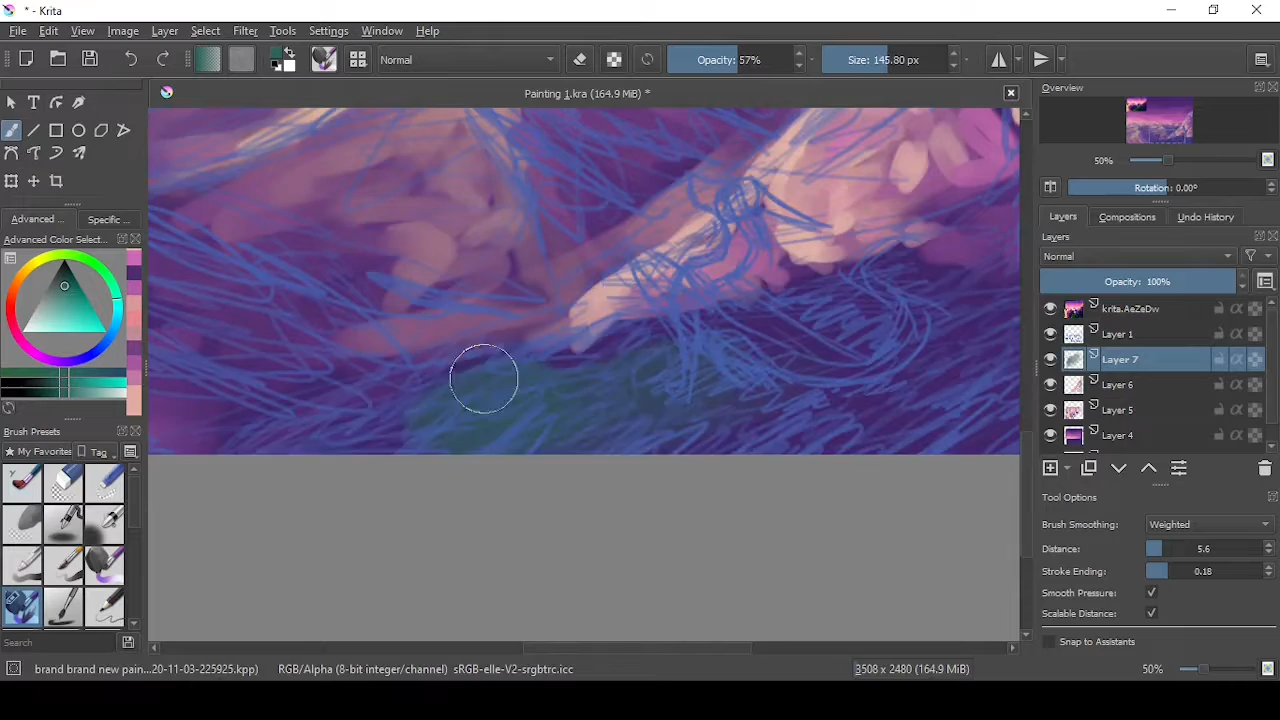 * - Krita
File Edit View Image Layer Select Filter Tools Settings Window Help
Normal Opacity: 57% Size: 145.80 px
Painting 1.kra (164.9 MiB) *
Overview
50%
Rotation: 0.00°
Advanced ... Specific ...
Layers Compositions Undo History
Advanced Color Selec...
Layers
Normal
Opacity: 100%
krita.AeZeDw
Layer 1
Layer 7
Layer 6
Layer 5
Layer 4
Brush Presets
My Favorites Tag
Tool Options
Brush Smoothing: Weighted
Distance: 5.6
Stroke Ending: 0.18
Smooth Pressure:
Scalable Distance:
Snap to Assistants
Search
brand brand new pain...20-11-03-225925.kpp) RGB/Alpha (8-bit integer/channel) sRGB-elle-V2-srgbtrc.icc 3508 x 2480 (164.9 MiB) 50%